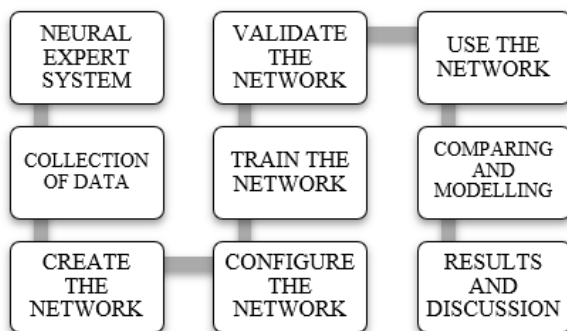 NEURAL
EXPERT
SYSTEM
COLLECTION
OF DATA
CREATE
THE
NETWORK
CONFIGURE
THE
NETWORK
TRAIN THE
NETWORK
VALIDATE
THE
NETWORK
USE THE
NETWORK
COMPARING
AND
MODELLING
RESULTS
AND
DISCUSSION